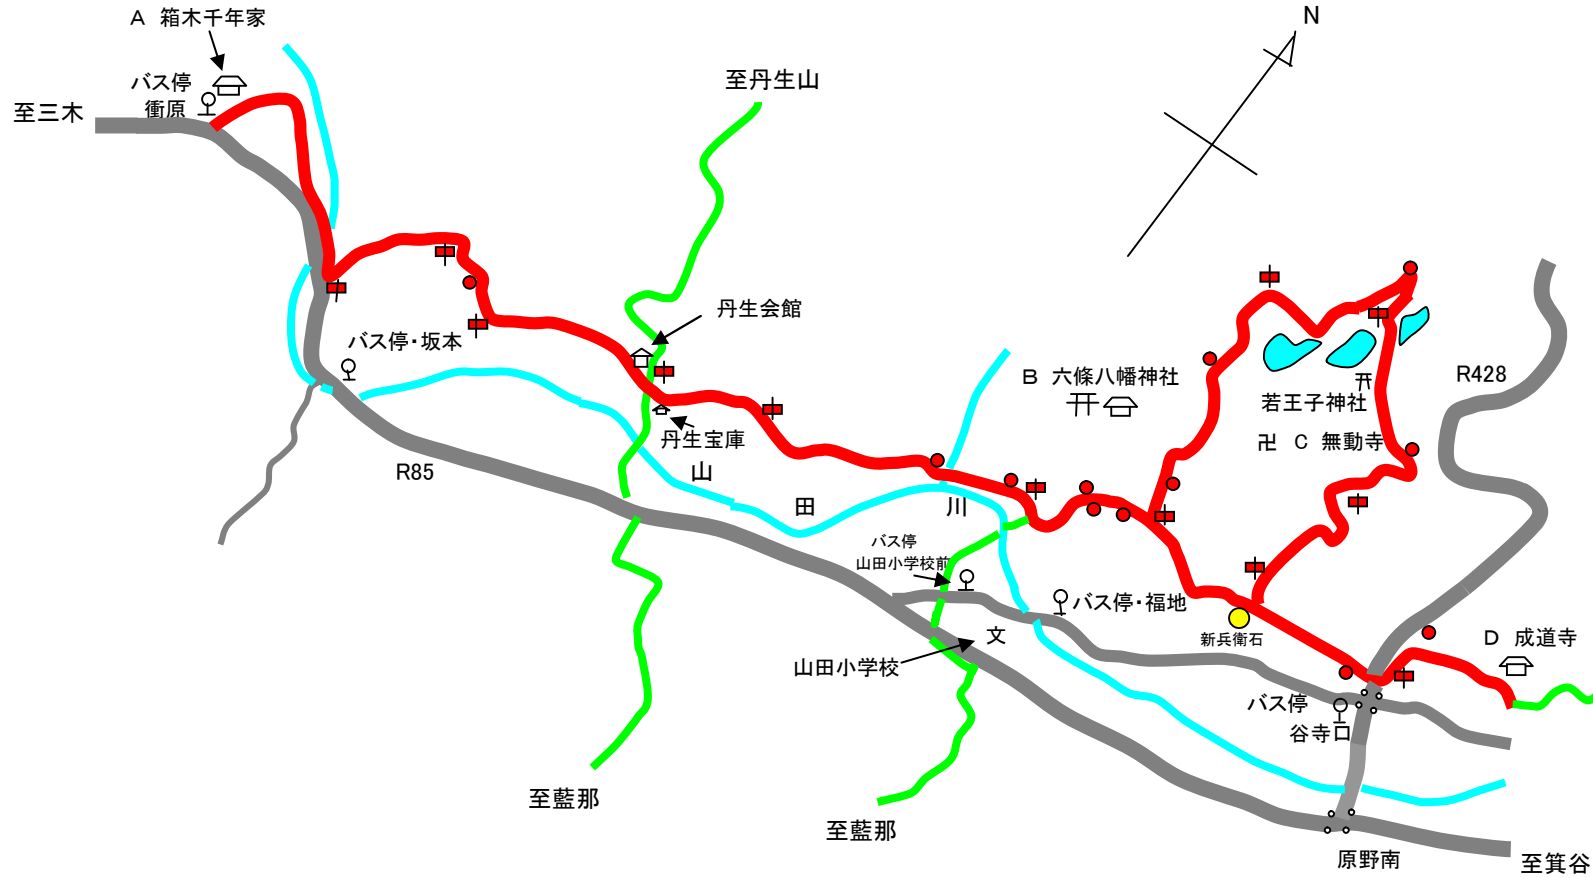 A 箱木千年家
N
バス停
衝原
至三木
至丹生山
丹生会館
バス停・坂本
B 六條八幡神社
R428
若王子神社
卍 C 無動寺
丹生宝庫
R85
山
田
川
バス停
山田小学校前
バス停・福地
文
新兵衛石
D 成道寺
山田小学校
バス停
谷寺口
至藍那
至藍那
原野南
至箕谷